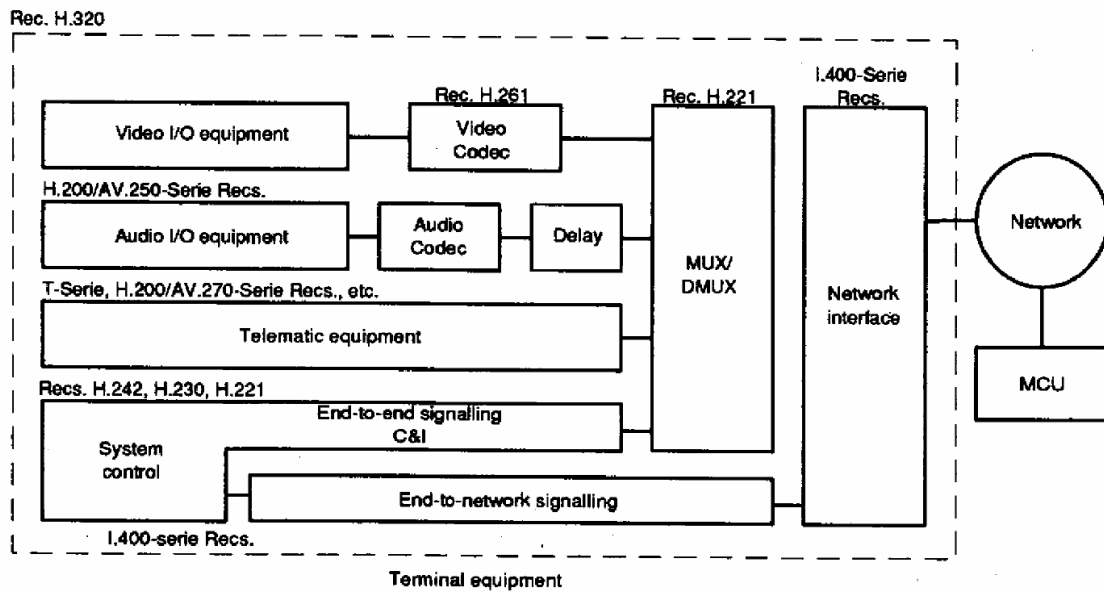 Rec. H.320
I.400-Serie
Recs.
Rec. H.261
Rec. H.221
Video I/O equipment
Video
Codec
H.200/AV.250-Serie Recs.
Audio I/O equipment
Audio
Codec
Delay
MUX/
DMUX
Network
interface
Network
T-Serie, H.200/AV.270-Serie Recs., etc.
Telematic equipment
MCU
Recs. H.242, H.230, H.221
End-to-end signalling
C&I
System
control
End-to-network signalling
I.400-serie Recs.
Terminal equipment